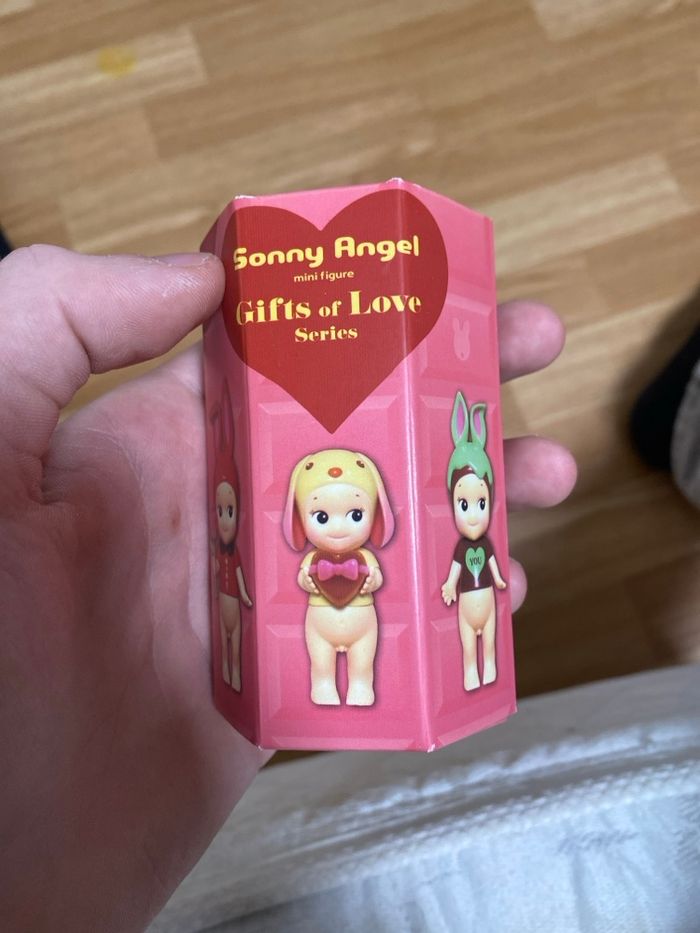 Sonny Angel
mini figure
Gifts of Love
Series
YOU